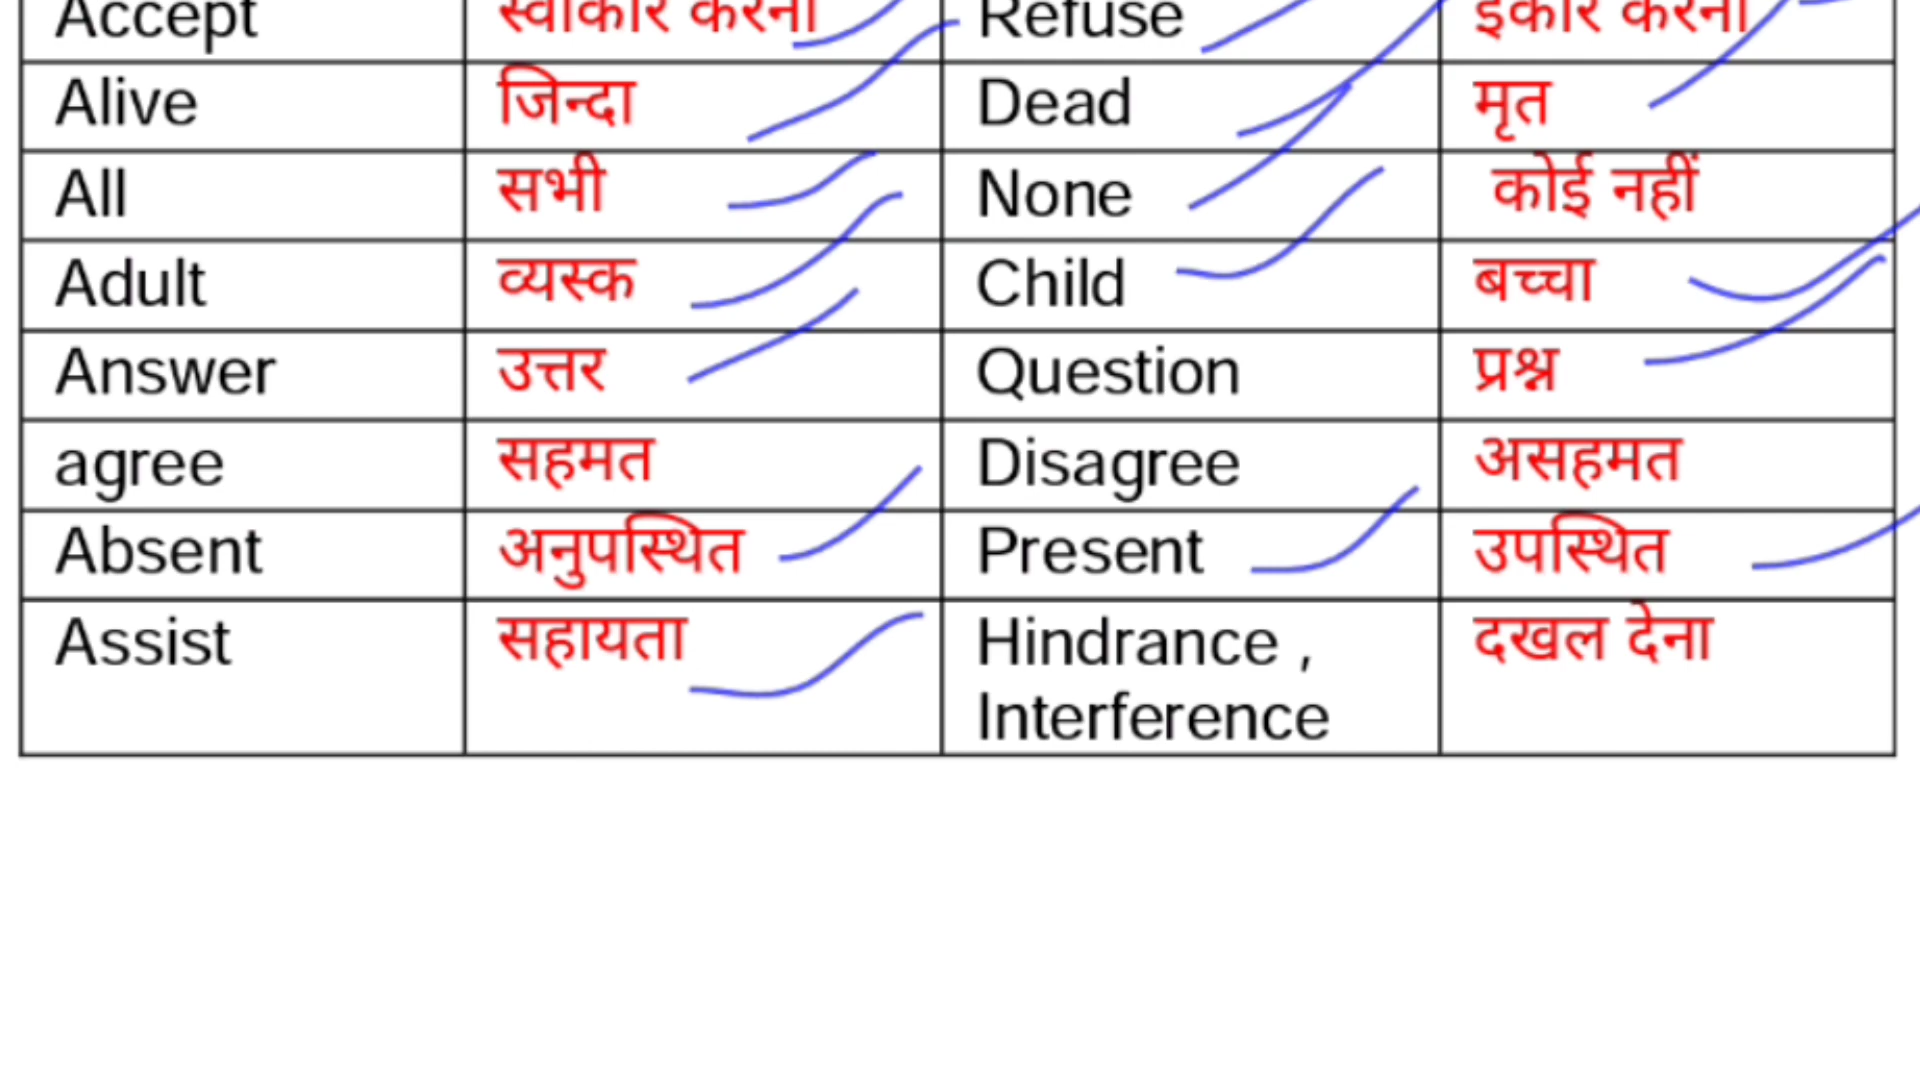 Accept स्वीकार करना Refuse इंकार करना
Alive जिन्दा Dead मृत
All सभी None कोई नहीं
Adult व्यस्क Child बच्चा
Answer उत्तर Question प्रश्न
agree सहमत Disagree असहमत
Absent अनुपस्थित Present उपस्थित
Assist सहायता Hindrance , दखल देना
Interference